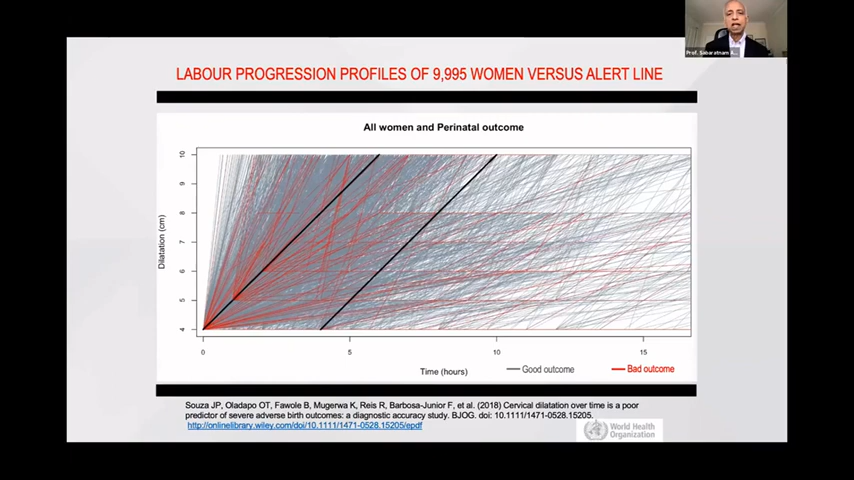 Prof. Sabaratnam A...
LABOUR PROGRESSION PROFILES OF 9,995 WOMEN VERSUS ALERT LINE
All women and Perinatal outcome
Dilatation (cm)
10
9
8
7
6
5
4
0 5 10 15
Time (hours)
Good outcome
Bad outcome
Souza JP, Oladapo OT, Fawole B, Mugerwa K, Reis R, Barbosa-Junior F, et al. (2018) Cervical dilatation over time is a poor
predictor of severe adverse birth outcomes: a diagnostic accuracy study. BJOG. doi: 10.1111/1471-0528.15205.
http://onlinelibrary.wiley.com/doi/10.1111/1471-0528.15205/epdf
World Health
Organization